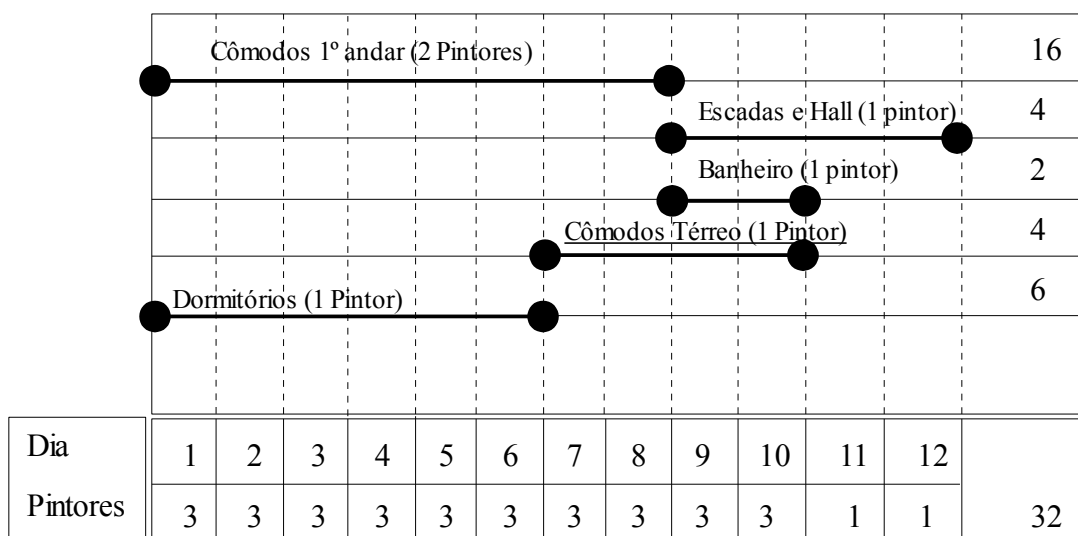 Cômodos 1º andar (2 Pintores) 16
Escadas e Hall (1 pintor) 4
Banheiro (1 pintor) 2
Cômodos Térreo (1 Pintor) 4
Dormitórios (1 Pintor) 6
Dia 1 2 3 4 5 6 7 8 9 10 11 12
Pintores 3 3 3 3 3 3 3 3 3 3 1 1 32